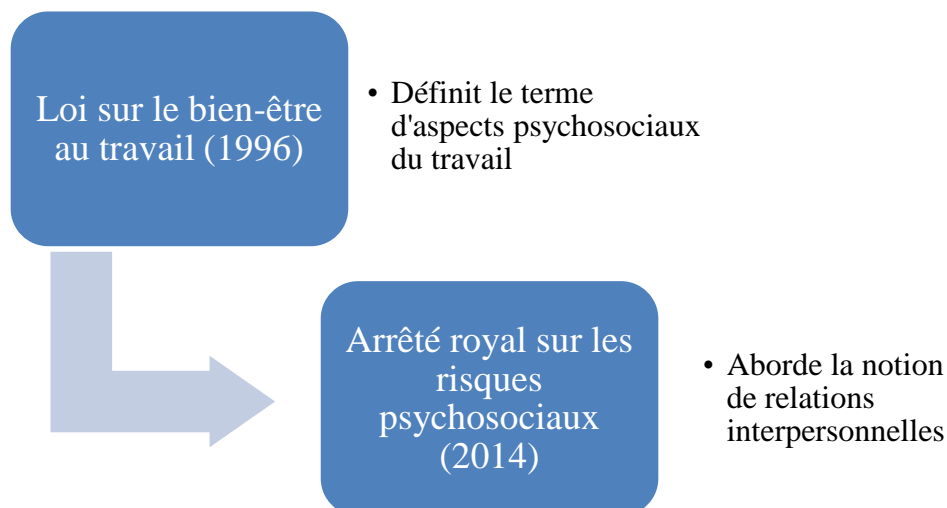 Loi sur le bien-être
au travail (1996)
• Définit le terme
d'aspects psychosociaux
du travail
Arrêté royal sur les
risques
psychosociaux
(2014)
• Aborde la notion
de relations
interpersonnelles